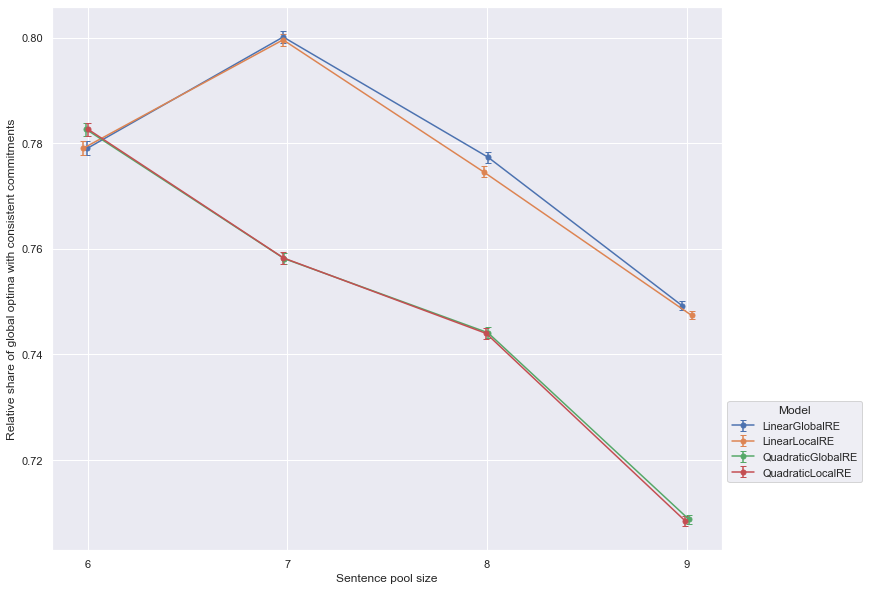 Relative share of global optima with consistent commitments
0.80
0.78
0.76
0.74
0.72
6
7
8
9
Sentence pool size
Model
LinearGlobalRE
LinearLocalRE
QuadraticGlobalRE
QuadraticLocalRE